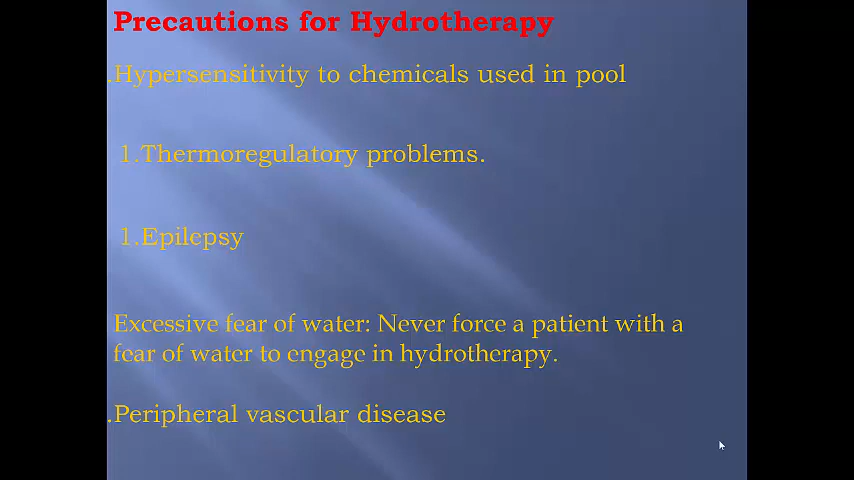 Precautions for Hydrotherapy
.Hypersensitivity to chemicals used in pool
1.Thermoregulatory problems.
1.Epilepsy
Excessive fear of water: Never force a patient with a
fear of water to engage in hydrotherapy.
.Peripheral vascular disease